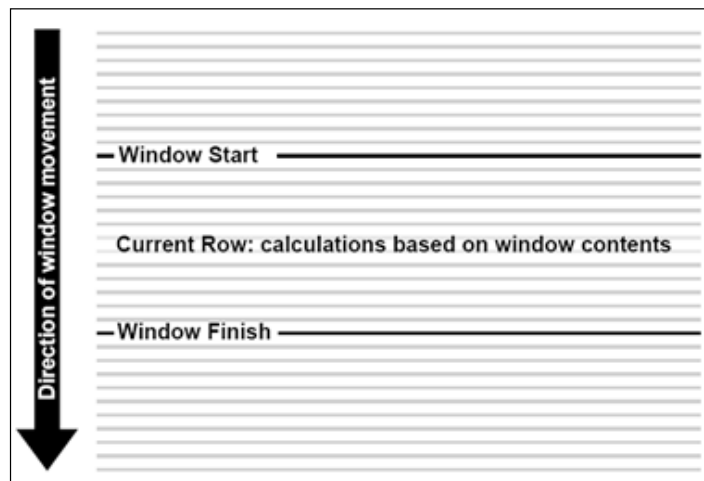 Direction of window movement
Window Start
Current Row: calculations based on window contents
Window Finish